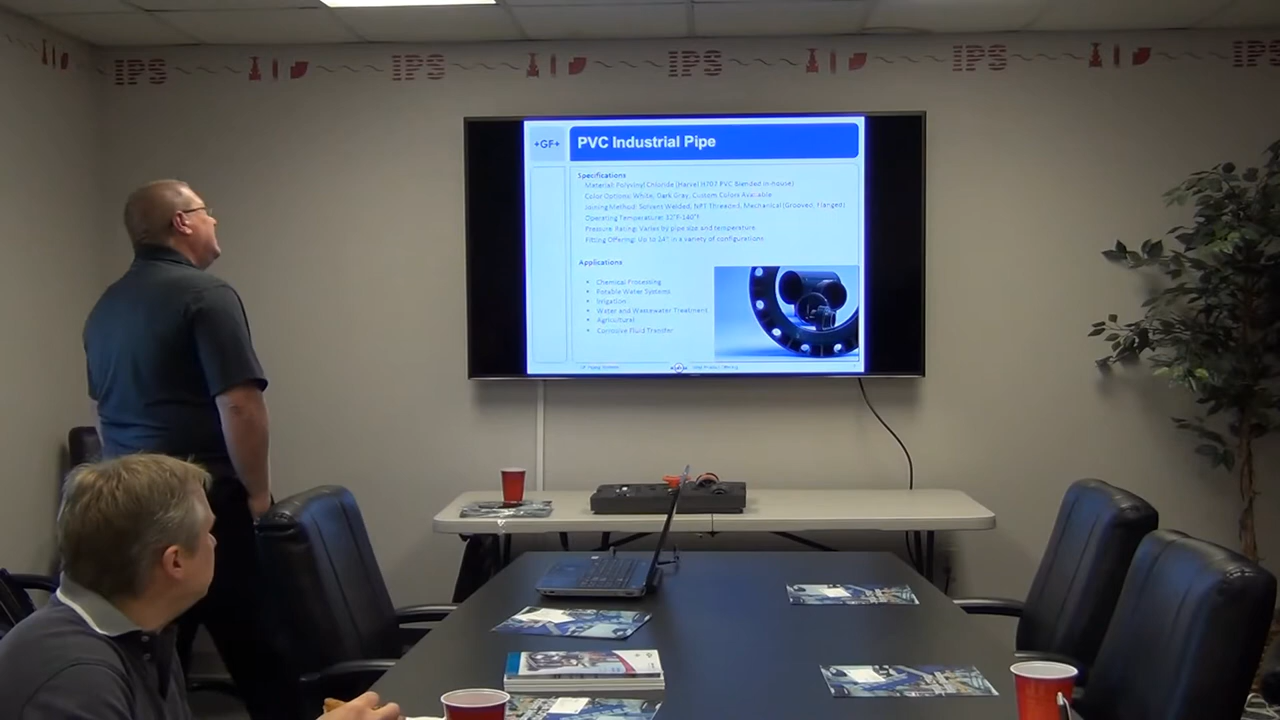 IPS IPS IPS IPS IPS
+GF+
PVC Industrial Pipe
Specifications
Material: Polyvinyl Chloride (Harvel H707 PVC Blended in-house)
Color Options: White, Dark Gray, Custom Colors Available
Joining Method: Solvent Welded, NPT Threaded, Mechanical (Grooved, Flanged)
Operating Temperature: 32°F-140°F
Pressure Rating: Varies by pipe size and temperature
Fitting Offering: Up to 24" in a variety of configurations
Applications
• Chemical Processing
• Potable Water Systems
• Irrigation
• Water and Wastewater Treatment
• Agricultural
• Corrosive Fluid Transfer
GF Piping Systems